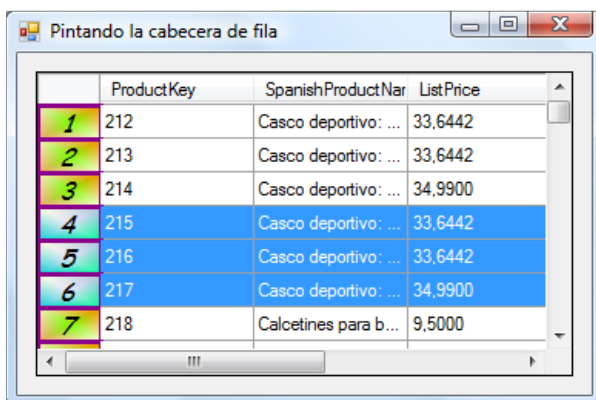 Pintando la cabecera de fila
ProductKey SpanishProductNar ListPrice
1 212 Casco deportivo: ... 33,6442
2 213 Casco deportivo: ... 33,6442
3 214 Casco deportivo: ... 34,9900
4 215 Casco deportivo: ... 33,6442
5 216 Casco deportivo: ... 33,6442
6 217 Casco deportivo: ... 34,9900
7 218 Calcetines para b... 9,5000